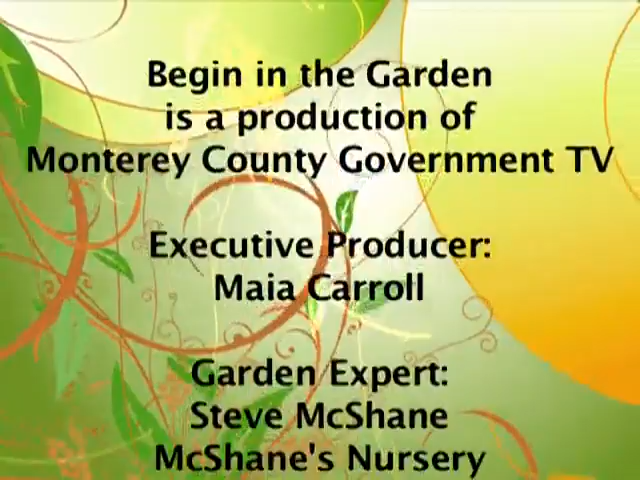 Begin in the Garden
is a production of
Monterey County Government TV
Executive Producer:
Maia Carroll
Garden Expert:
Steve McShane
McShane's Nursery